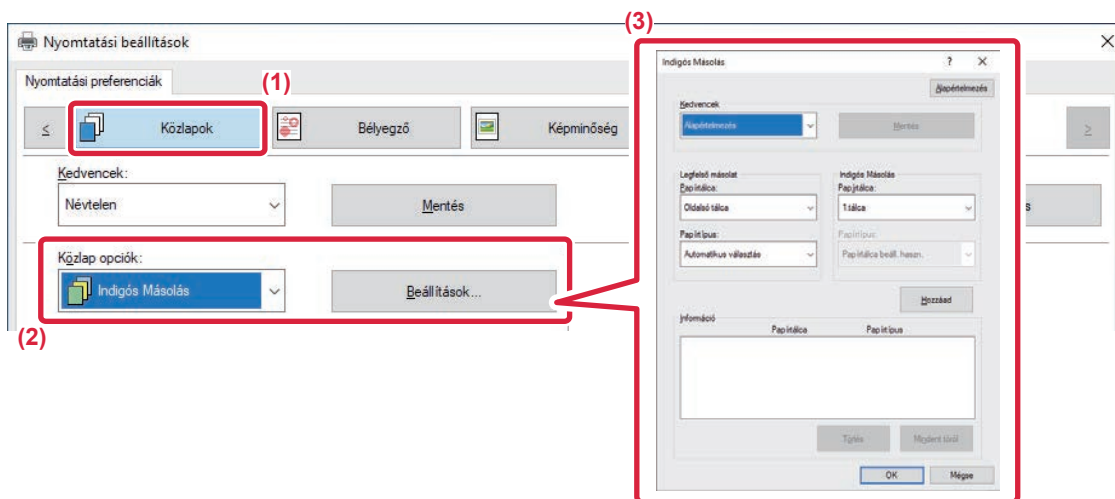 Nyomtatási beállítások
Nyomtatási preferenciák
(1)
<
Közlapok
Bélyegző
Képminőség
>
Kedvencek:
Névtelen
Mentés
s
Közlap opciók:
Indigós Másolás
Beállítások...
(2)
(3)
Indigós Másolás
?
Alapértelmezés
Kedvencek
Alapértelmezés
Mentés
Legfelső másolat
Papírtálca:
Oldalsó tálca
Papírtípus:
Automatikus választás
Indigós Másolás
Papírtálca:
1.tálca
Papírtípus:
Papírtálca beáll. haszn.
Hozzáad
Információ
Papírtálca Papírtípus
Törlés
Mindent töröl
OK
Mégse